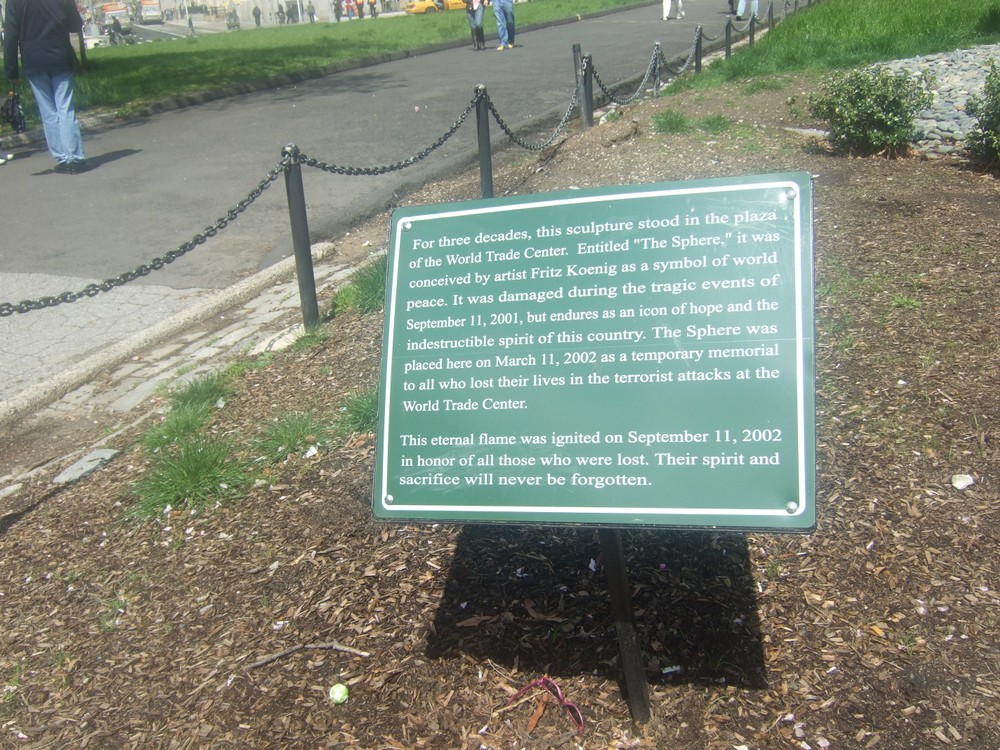 For three decades, this sculpture stood in the plaza
of the World Trade Center. Entitled "The Sphere," it was
conceived by artist Fritz Koenig as a symbol of world
peace. It was damaged during the tragic events of
September 11, 2001, but endures as an icon of hope and the
indestructible spirit of this country. The Sphere was
placed here on March 11, 2002 as a temporary memorial
to all who lost their lives in the terrorist attacks at the
World Trade Center.
This eternal flame was ignited on September 11, 2002
in honor of all those who were lost. Their spirit and
sacrifice will never be forgotten.